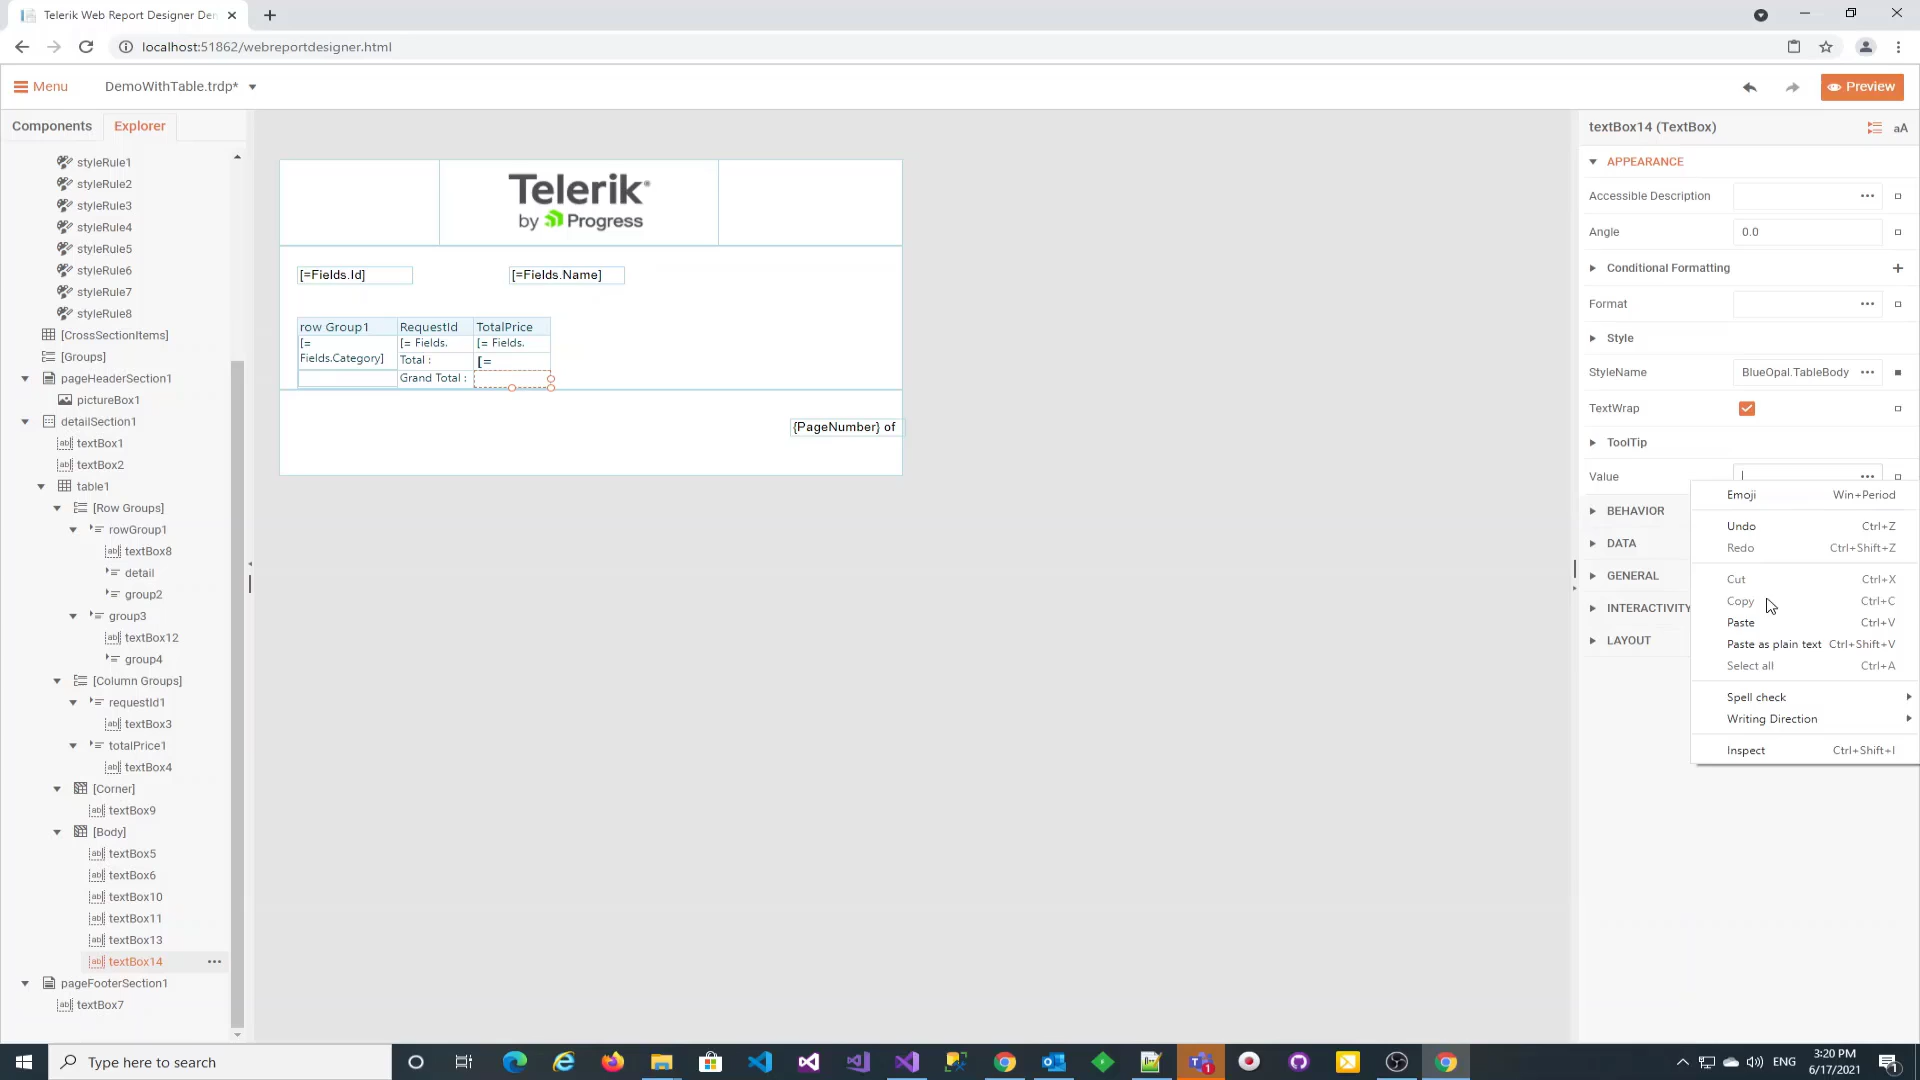 Telerik Web Report Designer Den
localhost:51862/webreportdesigner.html
Menu
DemoWithTable.trdp*
Preview
Components
Explorer
styleRule1
styleRule2
styleRule3
styleRule4
styleRule5
styleRule6
styleRule7
styleRule8
[CrossSectionItems]
[Groups]
pageHeaderSection1
pictureBox1
detailSection1
textBox1
textBox2
table1
[Row Groups]
rowGroup1
textBox8
detail
group2
group3
textBox12
group4
[Column Groups]
requestId1
textBox3
totalPrice1
textBox4
[Corner]
textBox9
[Body]
textBox5
textBox6
textBox10
textBox11
textBox13
textBox14
pageFooterSection1
textBox7
Telerik
by Progress
[=Fields.Id]
[=Fields.Name]
row Group1 RequestId TotalPrice
[= [= Fields. [= Fields.
Fields.Category] Total : [=
Grand Total :
{PageNumber} of
textBox14 (TextBox)
aA
APPEARANCE
Accessible Description
Angle 0.0
Conditional Formatting
Format
Style
StyleName BlueOpal.TableBody
TextWrap
ToolTip
Value
BEHAVIOR
DATA
GENERAL
INTERACTIVITY
LAYOUT
Emoji Win+Period
Undo Ctrl+Z
Redo Ctrl+Shift+Z
Cut Ctrl+X
Copy Ctrl+C
Paste Ctrl+V
Paste as plain text Ctrl+Shift+V
Select all Ctrl+A
Spell check
Writing Direction
Inspect Ctrl+Shift+I
Type here to search
ENG
3:20 PM
6/17/2021